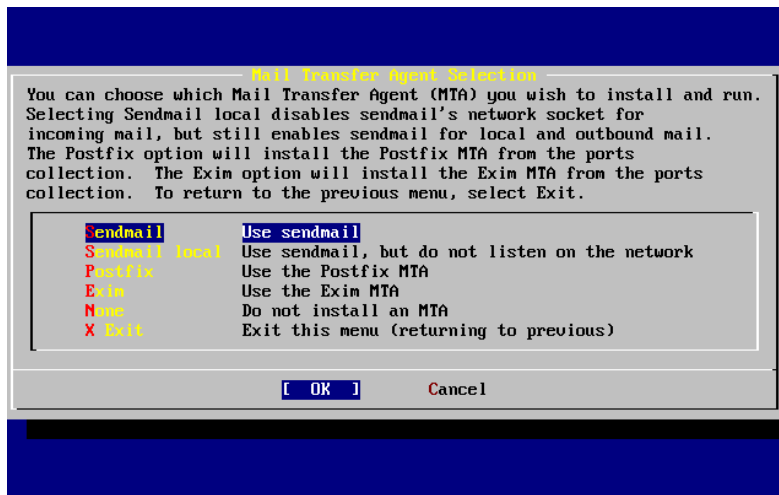 Mail Transfer Agent Selection
You can choose which Mail Transfer Agent (MTA) you wish to install and run.
Selecting Sendmail local disables sendmail's network socket for
incoming mail, but still enables sendmail for local and outbound mail.
The Postfix option will install the Postfix MTA from the ports
collection.  The Exim option will install the Exim MTA from the ports
collection.  To return to the previous menu, select Exit.
Sendmail Use sendmail
Sendmail local Use sendmail, but do not listen on the network
Postfix Use the Postfix MTA
Exim Use the Exim MTA
None Do not install an MTA
X Exit Exit this menu (returning to previous)
[ OK ] Cancel